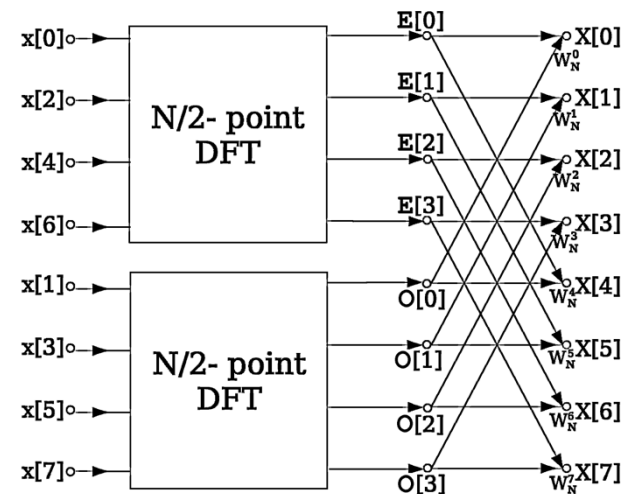 x[0]
x[2]
x[4]
x[6]
N/2- point
DFT
E[0]
E[1]
E[2]
E[3]
x[1]
x[3]
x[5]
x[7]
N/2- point
DFT
O[0]
O[1]
O[2]
O[3]
X[0]
W_N^0
X[1]
W_N^1
X[2]
W_N^2
X[3]
W_N^3
X[4]
W_N^4
X[5]
W_N^5
X[6]
W_N^6
X[7]
W_N^7